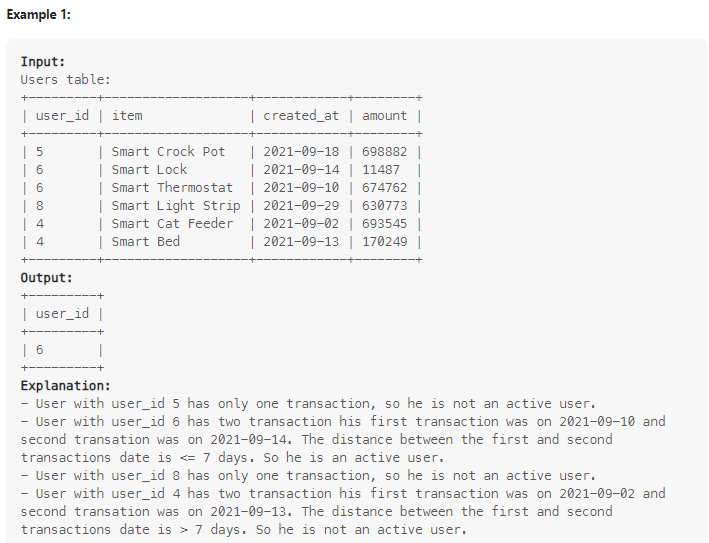 Example 1:
Input:
Users table:
+---------+-------------------+------------+--------+
| user_id | item              | created_at | amount |
+---------+-------------------+------------+--------+
| 5       | Smart Crock Pot   | 2021-09-18 | 698882 |
| 6       | Smart Lock        | 2021-09-14 | 11487  |
| 6       | Smart Thermostat  | 2021-09-10 | 674762 |
| 8       | Smart Light Strip | 2021-09-29 | 630773 |
| 4       | Smart Cat Feeder  | 2021-09-02 | 693545 |
| 4       | Smart Bed         | 2021-09-13 | 170249 |
+---------+-------------------+------------+--------+
Output:
+---------+
| user_id |
+---------+
| 6       |
+---------+
Explanation:
- User with user_id 5 has only one transaction, so he is not an active user.
- User with user_id 6 has two transaction his first transaction was on 2021-09-10 and
second transation was on 2021-09-14. The distance between the first and second
transactions date is <= 7 days. So he is an active user.
- User with user_id 8 has only one transaction, so he is not an active user.
- User with user_id 4 has two transaction his first transaction was on 2021-09-02 and
second transation was on 2021-09-13. The distance between the first and second
transactions date is > 7 days. So he is not an active user.